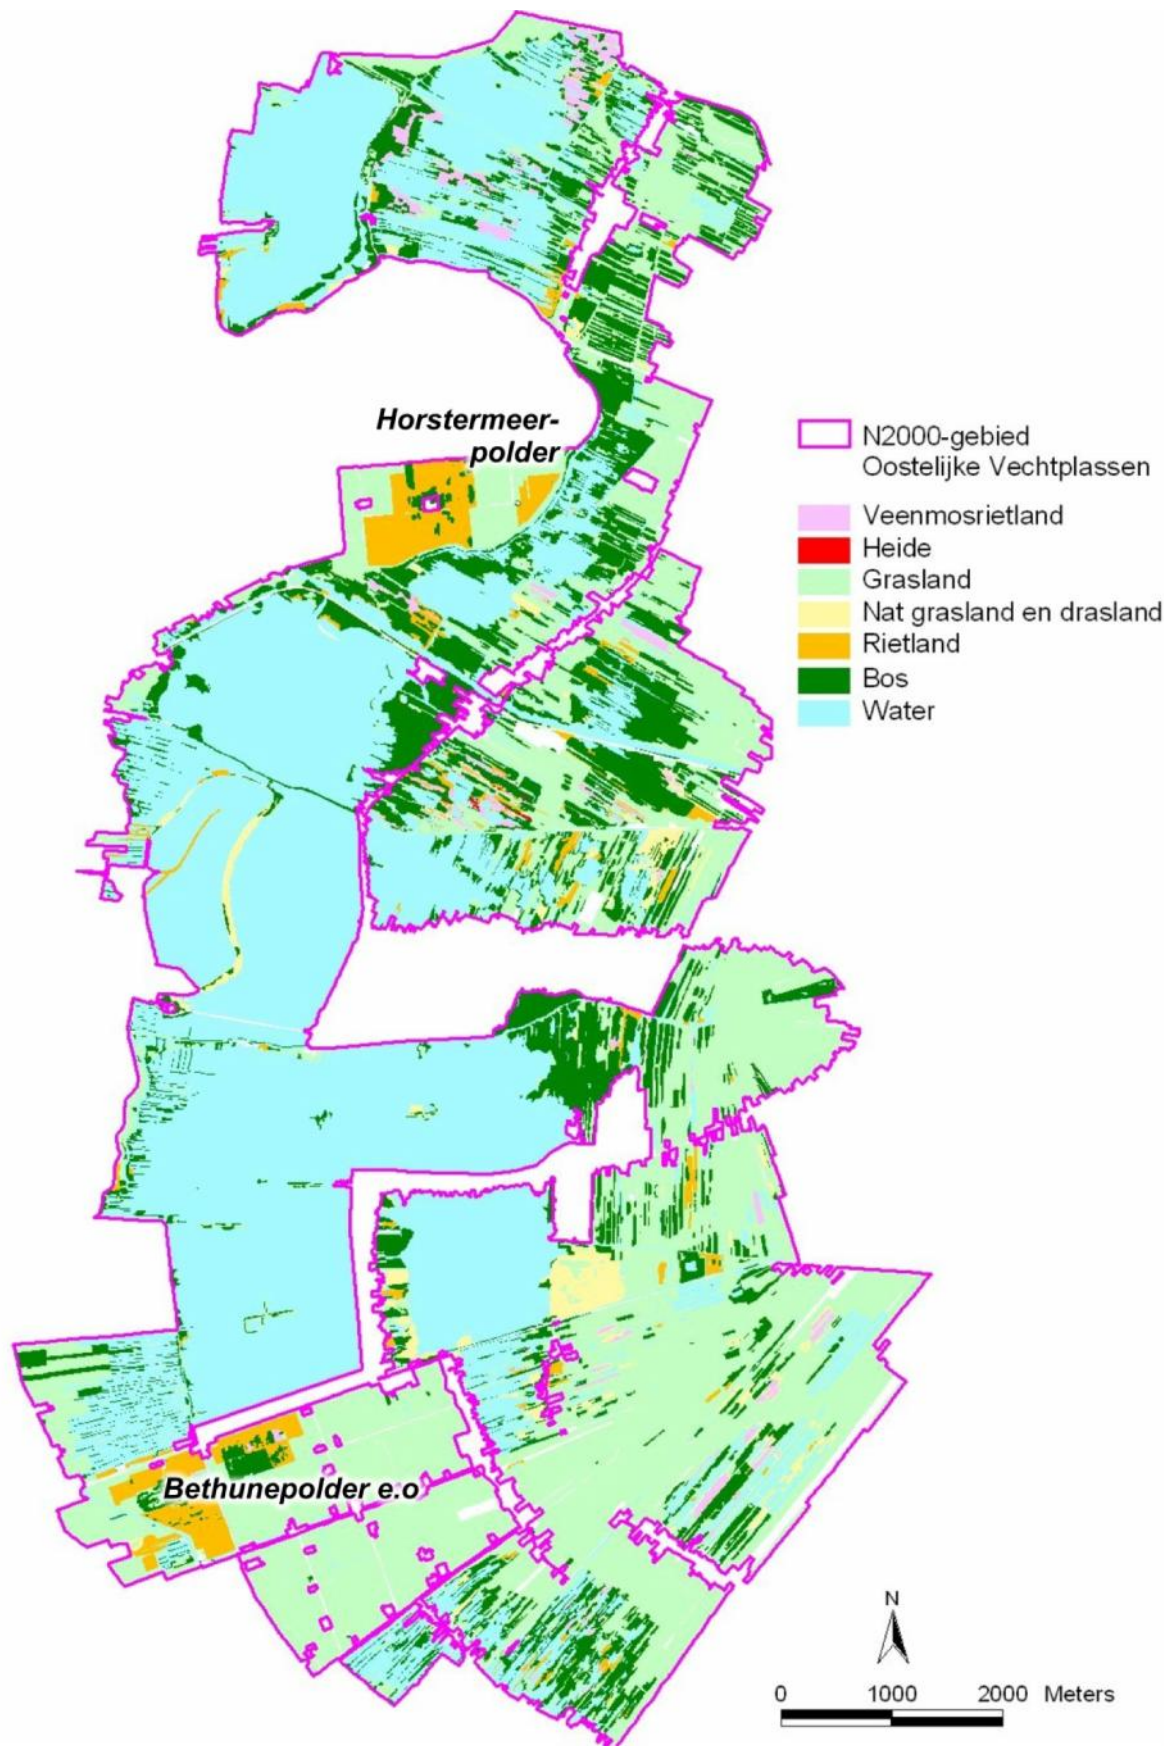 Horstermeer-
polder
N2000-gebied
Oostelijke Vechtplassen
Veenmosrietland
Heide
Grasland
Nat grasland en drasland
Rietland
Bos
Water
Bethunepolder e.o
N
0 1000 2000 Meters